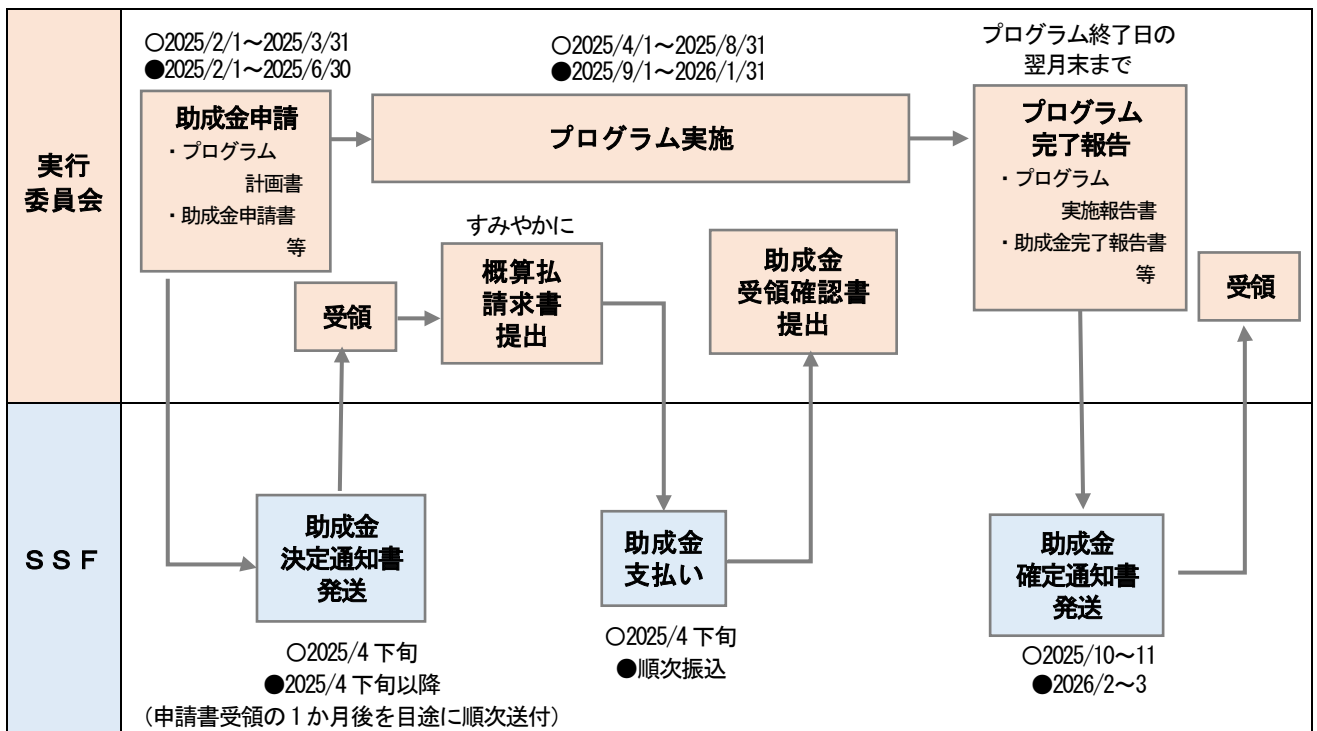 実行
委員会
○2025/2/1～2025/3/31
●2025/2/1～2025/6/30
助成金申請
・プログラム
計画書
・助成金申請書
等
○2025/4/1～2025/8/31
●2025/9/1～2026/1/31
プログラム実施
プログラム終了日の
翌月末まで
プログラム
完了報告
・プログラム
実施報告書
・助成金完了報告書
等
受領
すみやかに
概算払
請求書
提出
助成金
受領確認書
提出
受領
ＳＳＦ
助成金
決定通知書
発送
○2025/4 下旬
●2025/4 下旬以降
（申請書受領の 1 か月後を目途に順次送付）
助成金
支払い
○2025/4 下旬
●順次振込
助成金
確定通知書
発送
○2025/10～11
●2026/2～3